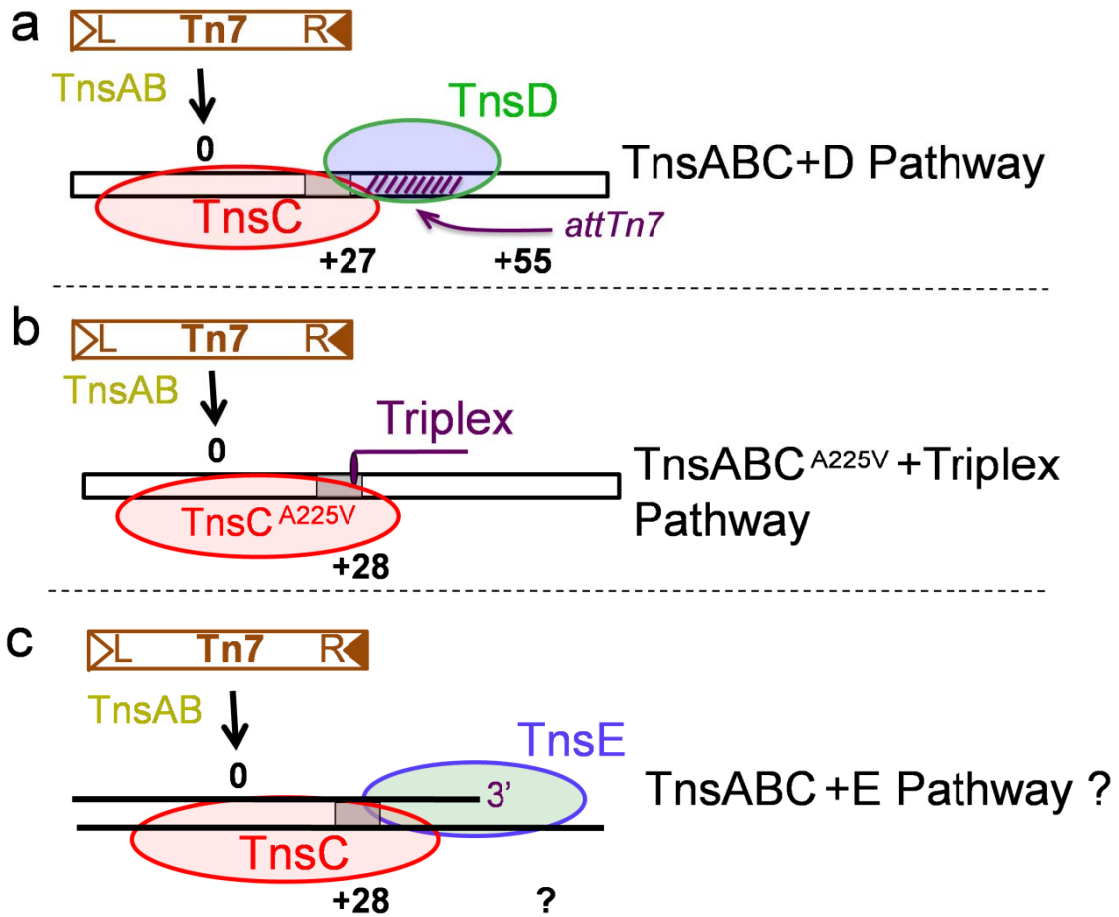 a
L Tn7 R
TnsAB
TnsD
0
TnsABC+D Pathway
TnsC
attTn7
+27 +55
b
L Tn7 R
TnsAB
Triplex
0
TnsABC A225V +Triplex
Pathway
TnsC A225V
+28
c
L Tn7 R
TnsAB
TnsE
0
3’
TnsABC +E Pathway ?
TnsC
+28 ?